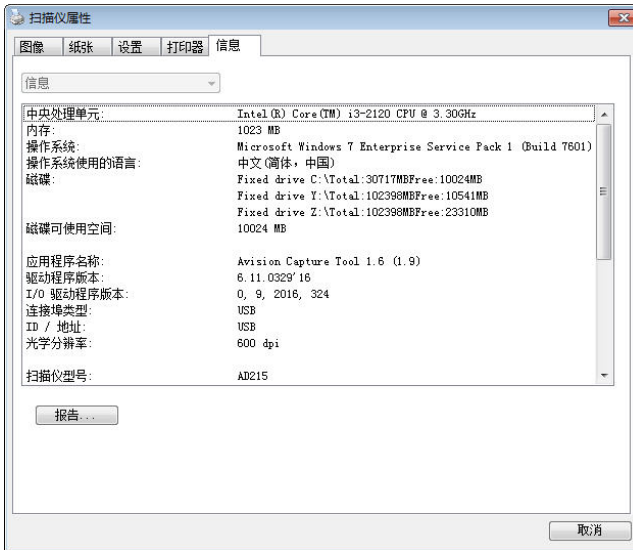 扫描仪属性
图像 纸张 设置 打印器 信息
信息
中央处理单元: Intel(R) Core(TM) i3-2120 CPU @ 3.30GHz
内存: 1023 MB
操作系统: Microsoft Windows 7 Enterprise Service Pack 1 (Build 7601)
操作系统使用的语言: 中文(简体，中国)
磁碟: Fixed drive C:\Total:30717MBFree:10024MB
Fixed drive Y:\Total:102398MBFree:10541MB
Fixed drive Z:\Total:102398MBFree:23310MB
磁碟可使用空间: 10024 MB
应用程序名称: Avision Capture Tool 1.6 (1.9)
驱动程序版本: 6.11.0329'16
I/O 驱动程序版本: 0, 9, 2016, 324
连接埠类型: USB
ID / 地址: USB
光学分辨率: 600 dpi
扫描仪型号: AD215
报告...
取消